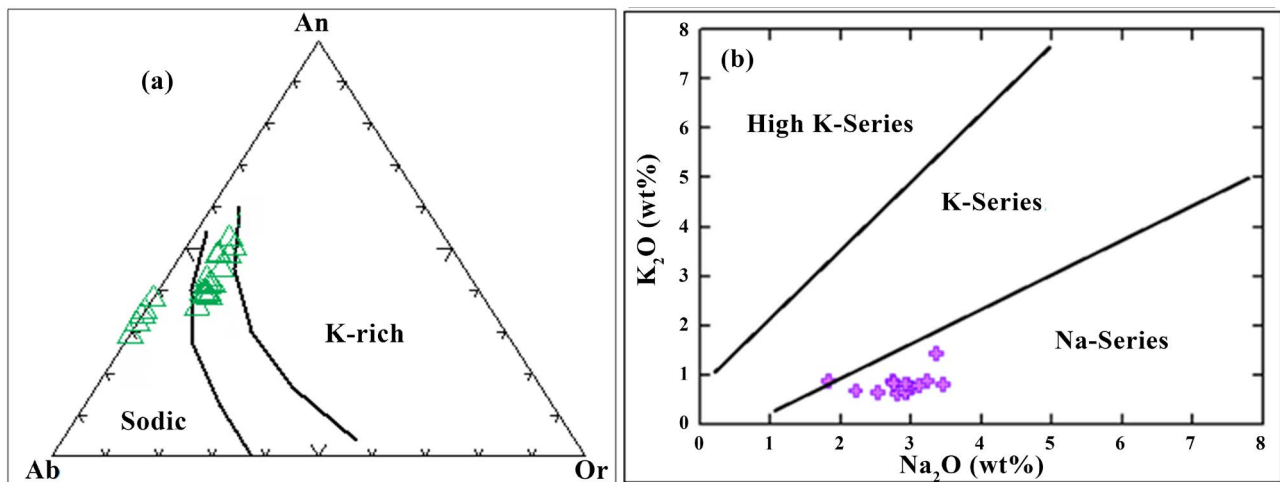 An
(a)
K-rich
Sodic
Ab
Or
(b)
8
7
6
5
4
3
2
1
0
K₂O (wt%)
High K-Series
K-Series
Na-Series
0 1 2 3 4 5 6 7 8
Na₂O (wt%)